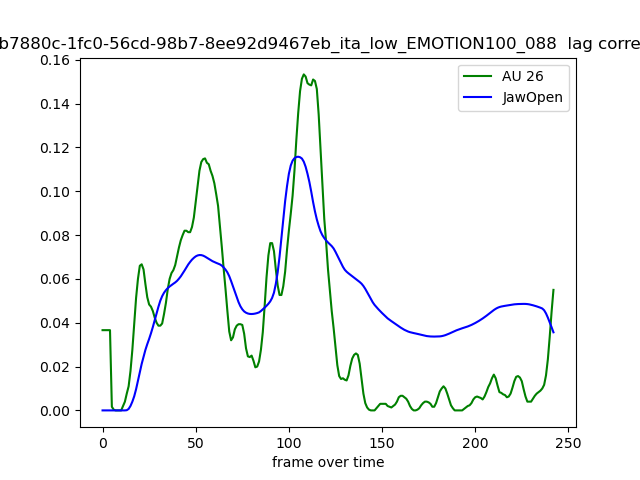 b7880c-1fc0-56cd-98b7-8ee92d9467eb_ita_low_EMOTION100_088 lag corre
AU 26
JawOpen
0.16
0.14
0.12
0.10
0.08
0.06
0.04
0.02
0.00
0 50 100 150 200 250
frame over time